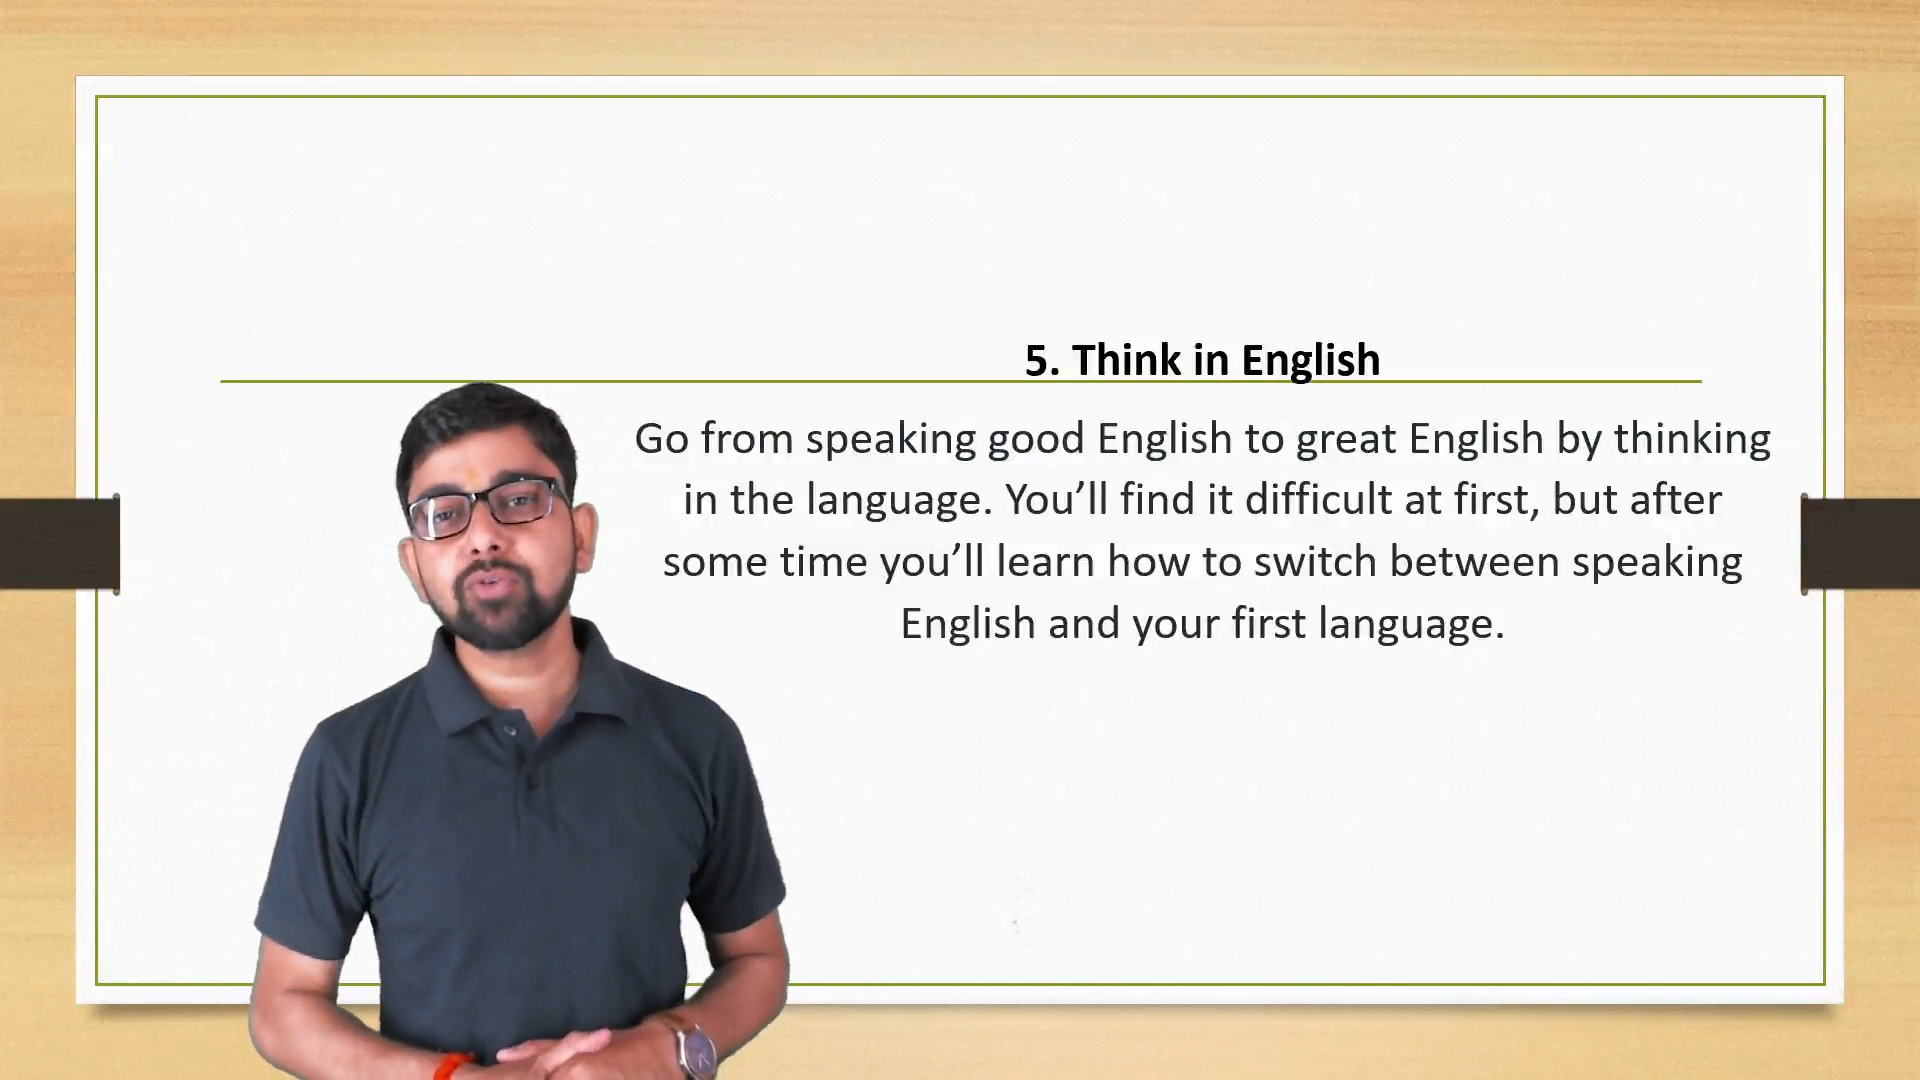 5. Think in English
Go from speaking good English to great English by thinking
in the language. You’ll find it difficult at first, but after
some time you’ll learn how to switch between speaking
English and your first language.